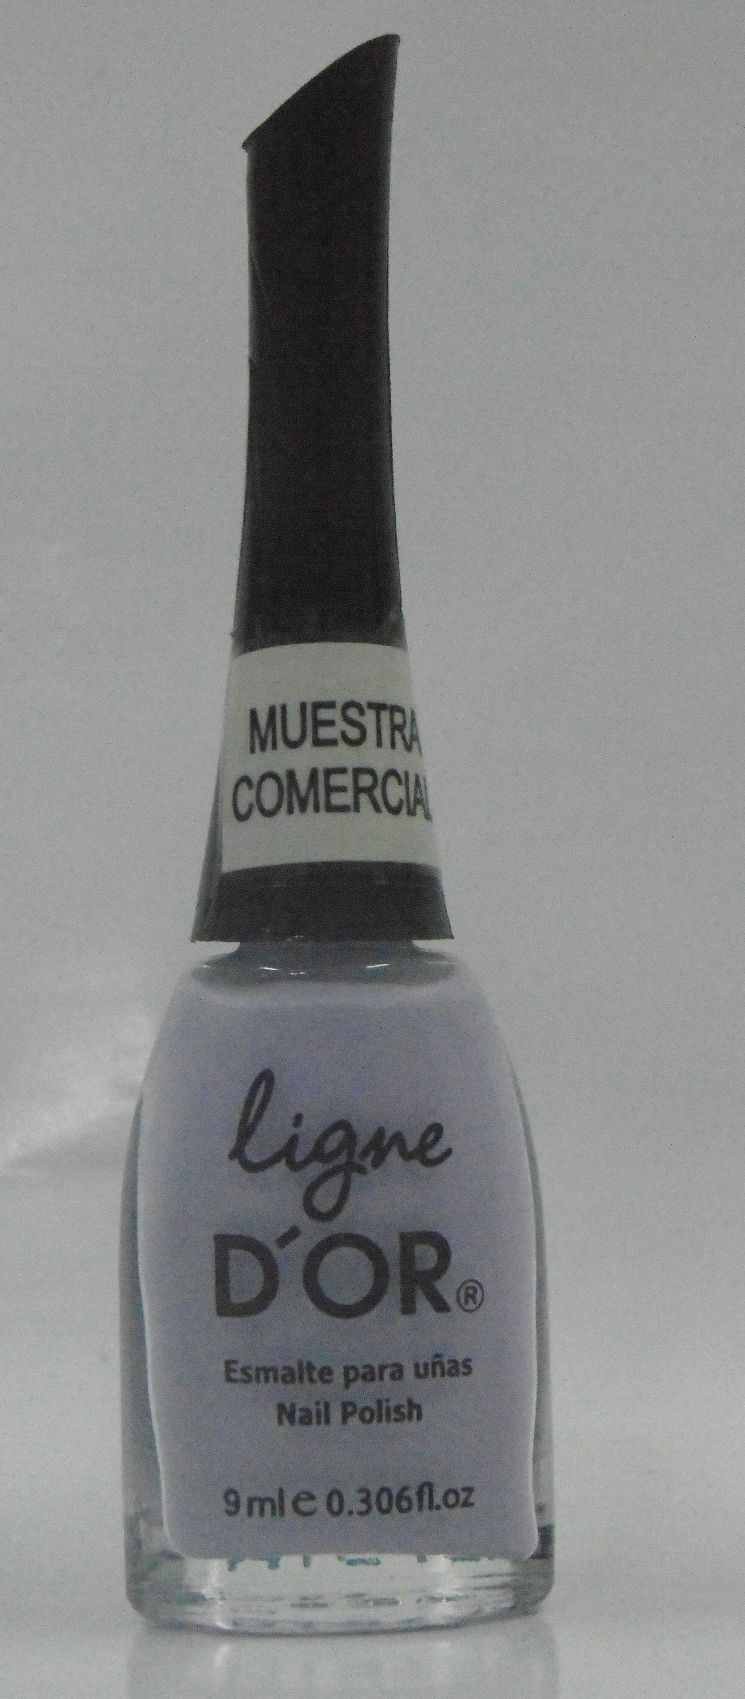 MUESTRA
COMERCIAL
ligne
D´OR®
Esmalte para uñas
Nail Polish
9ml e 0.306fl.oz